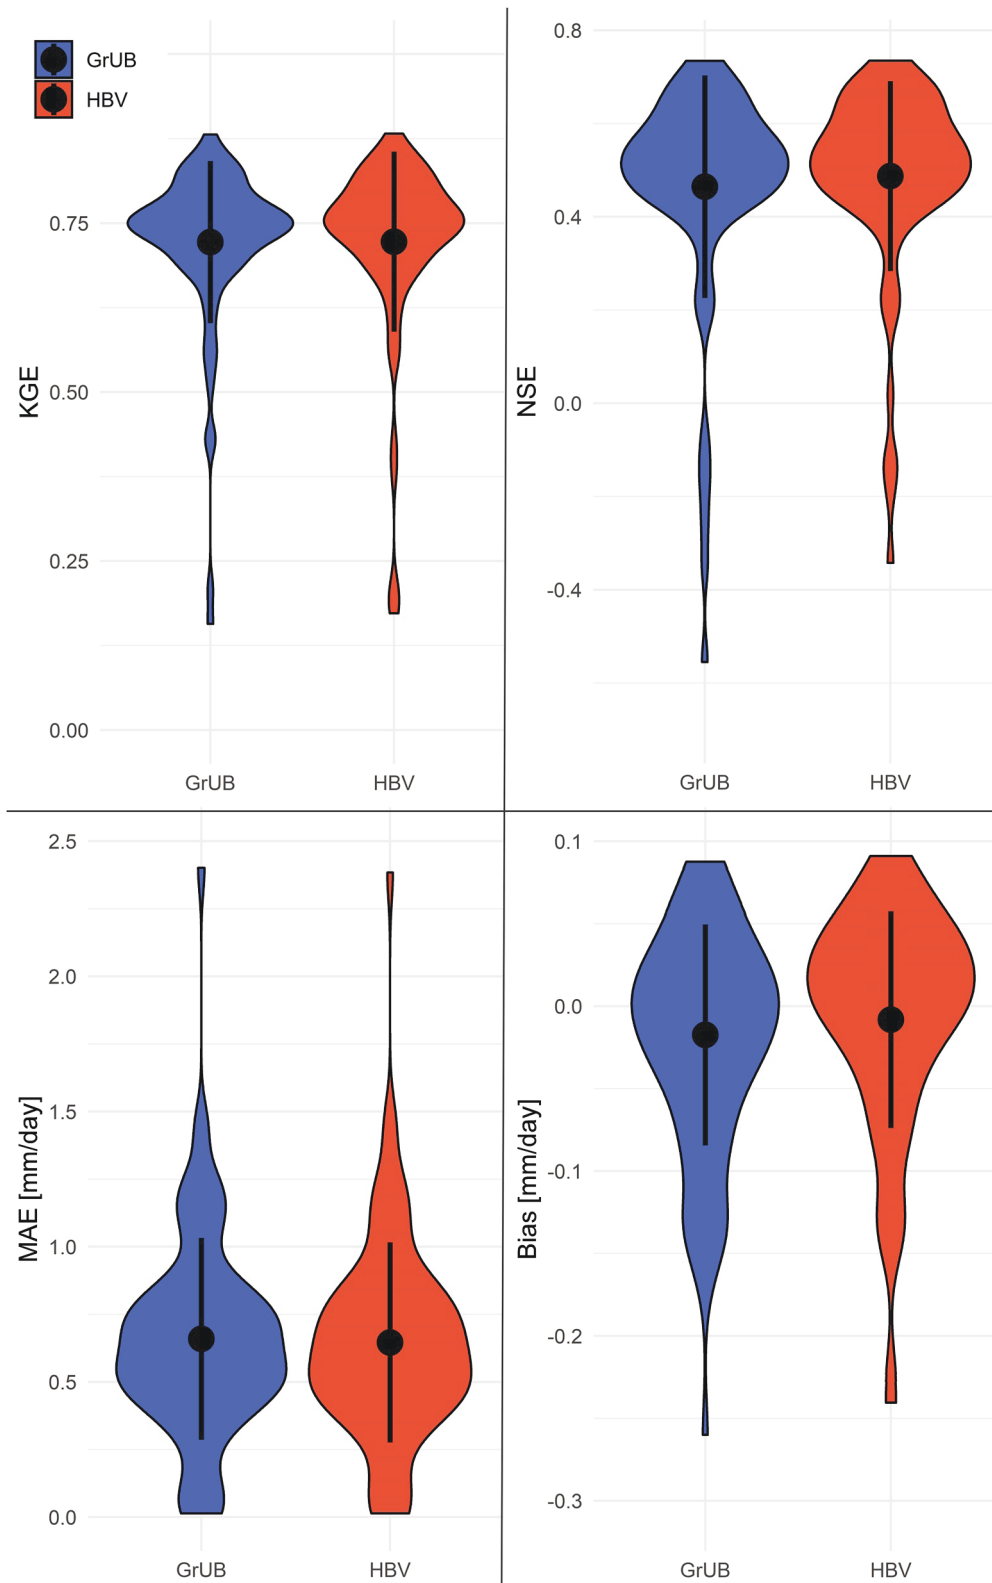 GrUB
HBV
KGE
0.75
0.50
0.25
0.00
GrUB HBV
NSE
0.8
0.4
0.0
-0.4
GrUB HBV
MAE [mm/day]
2.5
2.0
1.5
1.0
0.5
0.0
GrUB HBV
Bias [mm/day]
0.1
0.0
-0.1
-0.2
-0.3
GrUB HBV